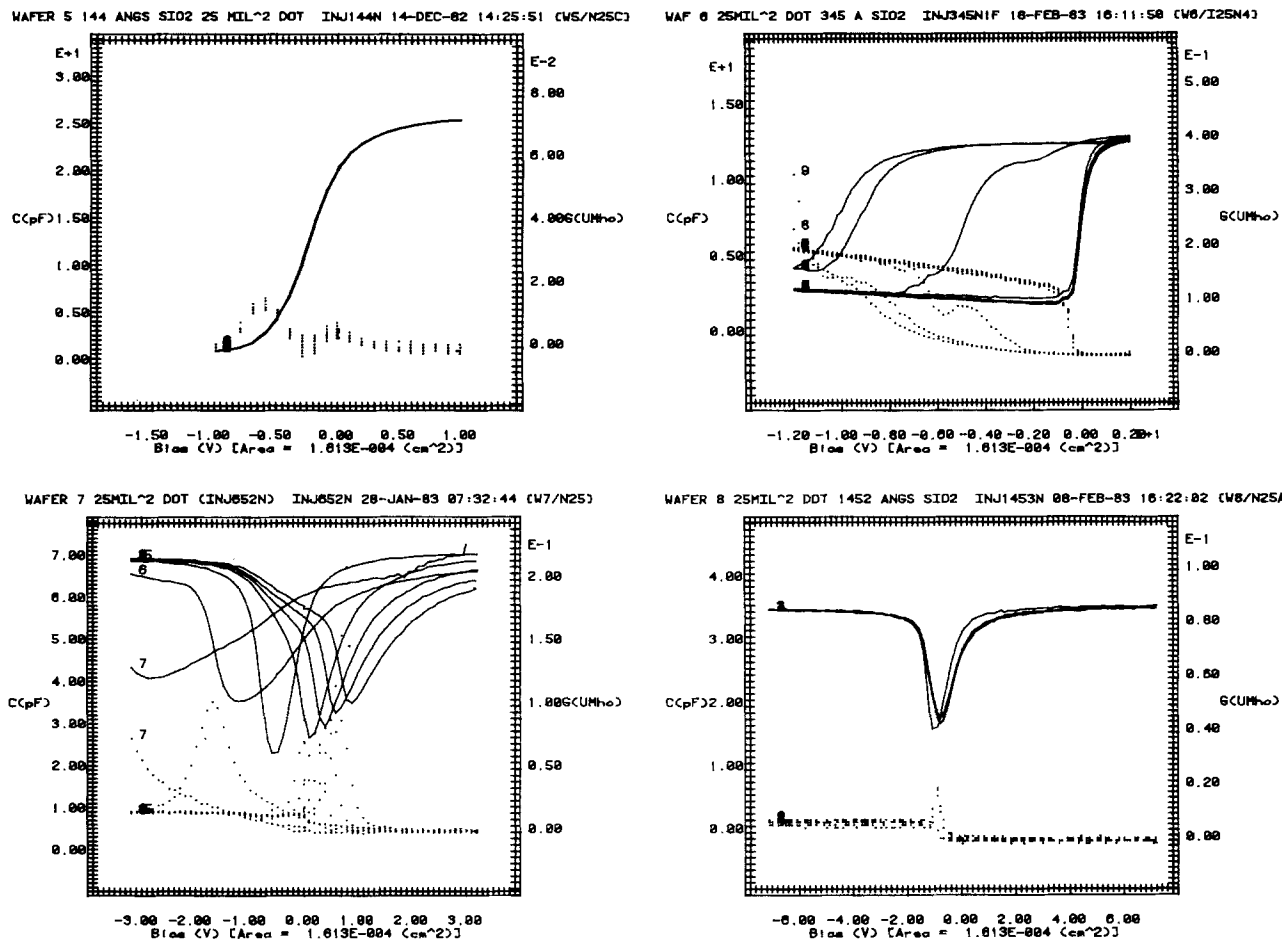 WAFER 5 144 ANGS SIO2 25 MIL^2 DOT INJ144N 14-DEC-82 14:25:51 (W5/N25C)
E+1
E-2
3.00
2.50
2.00
C(pF) 1.50
1.00
0.50
0.00
8.00
6.00
4.00 G(UMho)
2.00
0.00
-1.50 -1.00 -0.50 0.00 0.50 1.00
Bias (V) [Area = 1.613E-004 (cm^2)]
WAF 6 25MIL^2 DOT 345 A SIO2 INJ345N1F 16-FEB-83 16:11:50 (W6/I25N4)
E+1
E-1
1.50
1.00
C(pF)
0.50
0.00
9
6
5.00
4.00
3.00
G(UMho)
2.00
1.00
0.00
-1.20 -1.00 -0.80 -0.60 -0.40 -0.20 0.00 0.20 E+1
Bias (V) [Area = 1.613E-004 (cm^2)]
WAFER 7 25MIL^2 DOT (INJ652N) INJ652N 28-JAN-83 07:32:44 (W7/N25)
E-1
7.00
6.00
5.00
4.00
C(pF)
3.00
2.00
1.00
0.00
6
7
7
2.00
1.50
1.00 G(UMho)
0.50
0.00
-3.00 -2.00 -1.00 0.00 1.00 2.00 3.00
Bias (V) [Area = 1.613E-004 (cm^2)]
WAFER 8 25MIL^2 DOT 1452 ANGS SIO2 INJ1453N 08-FEB-83 16:22:02 (W8/N25A
E-1
4.00
3.00
C(pF) 2.00
1.00
0.00
1.00
0.80
0.60
G(UMho)
0.40
0.20
0.00
-6.00 -4.00 -2.00 0.00 2.00 4.00 6.00
Bias (V) [Area = 1.613E-004 (cm^2)]